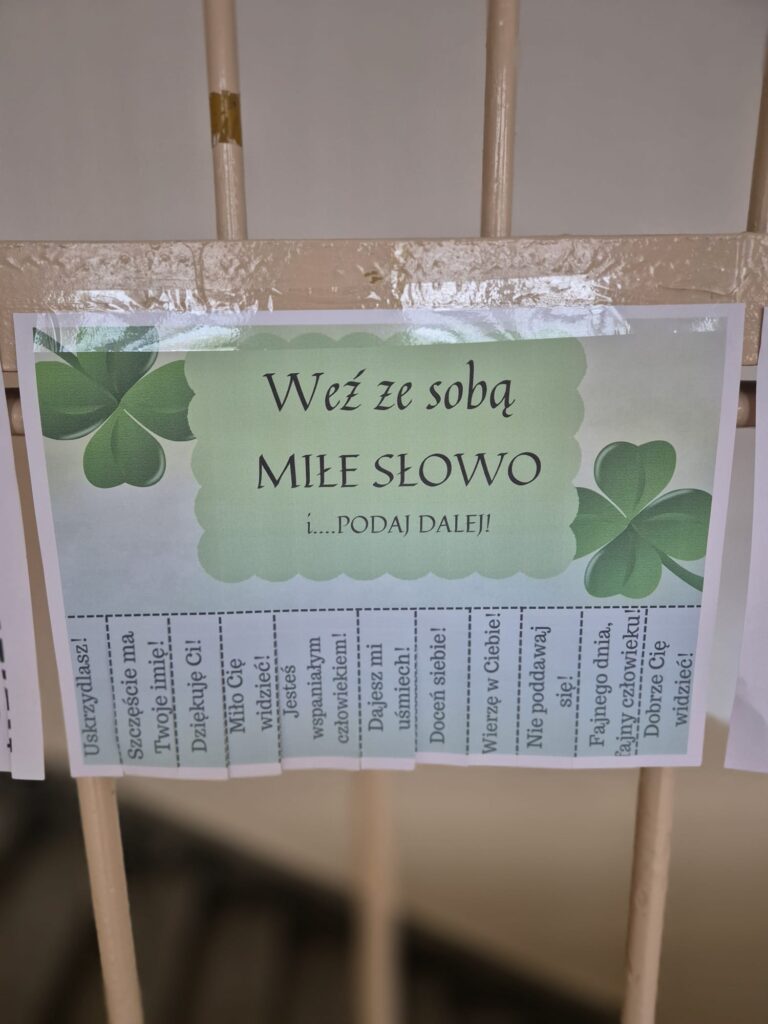 Weź ze sobą
MIŁE SŁOWO
i....PODAJ DALEJ!
Uskrzydlasz!
Szczęście ma
Twoje imię!
Dziękuję Ci!
Miło Cię
widzieć!
Jesteś
wspaniałym
człowiekiem!
Dajesz mi
uśmiech!
Doceń siebie!
Wierzę w Ciebie!
Nie poddawaj
się!
Fajnego dnia,
fajny człowieku!
Dobrze Cię
widzieć!